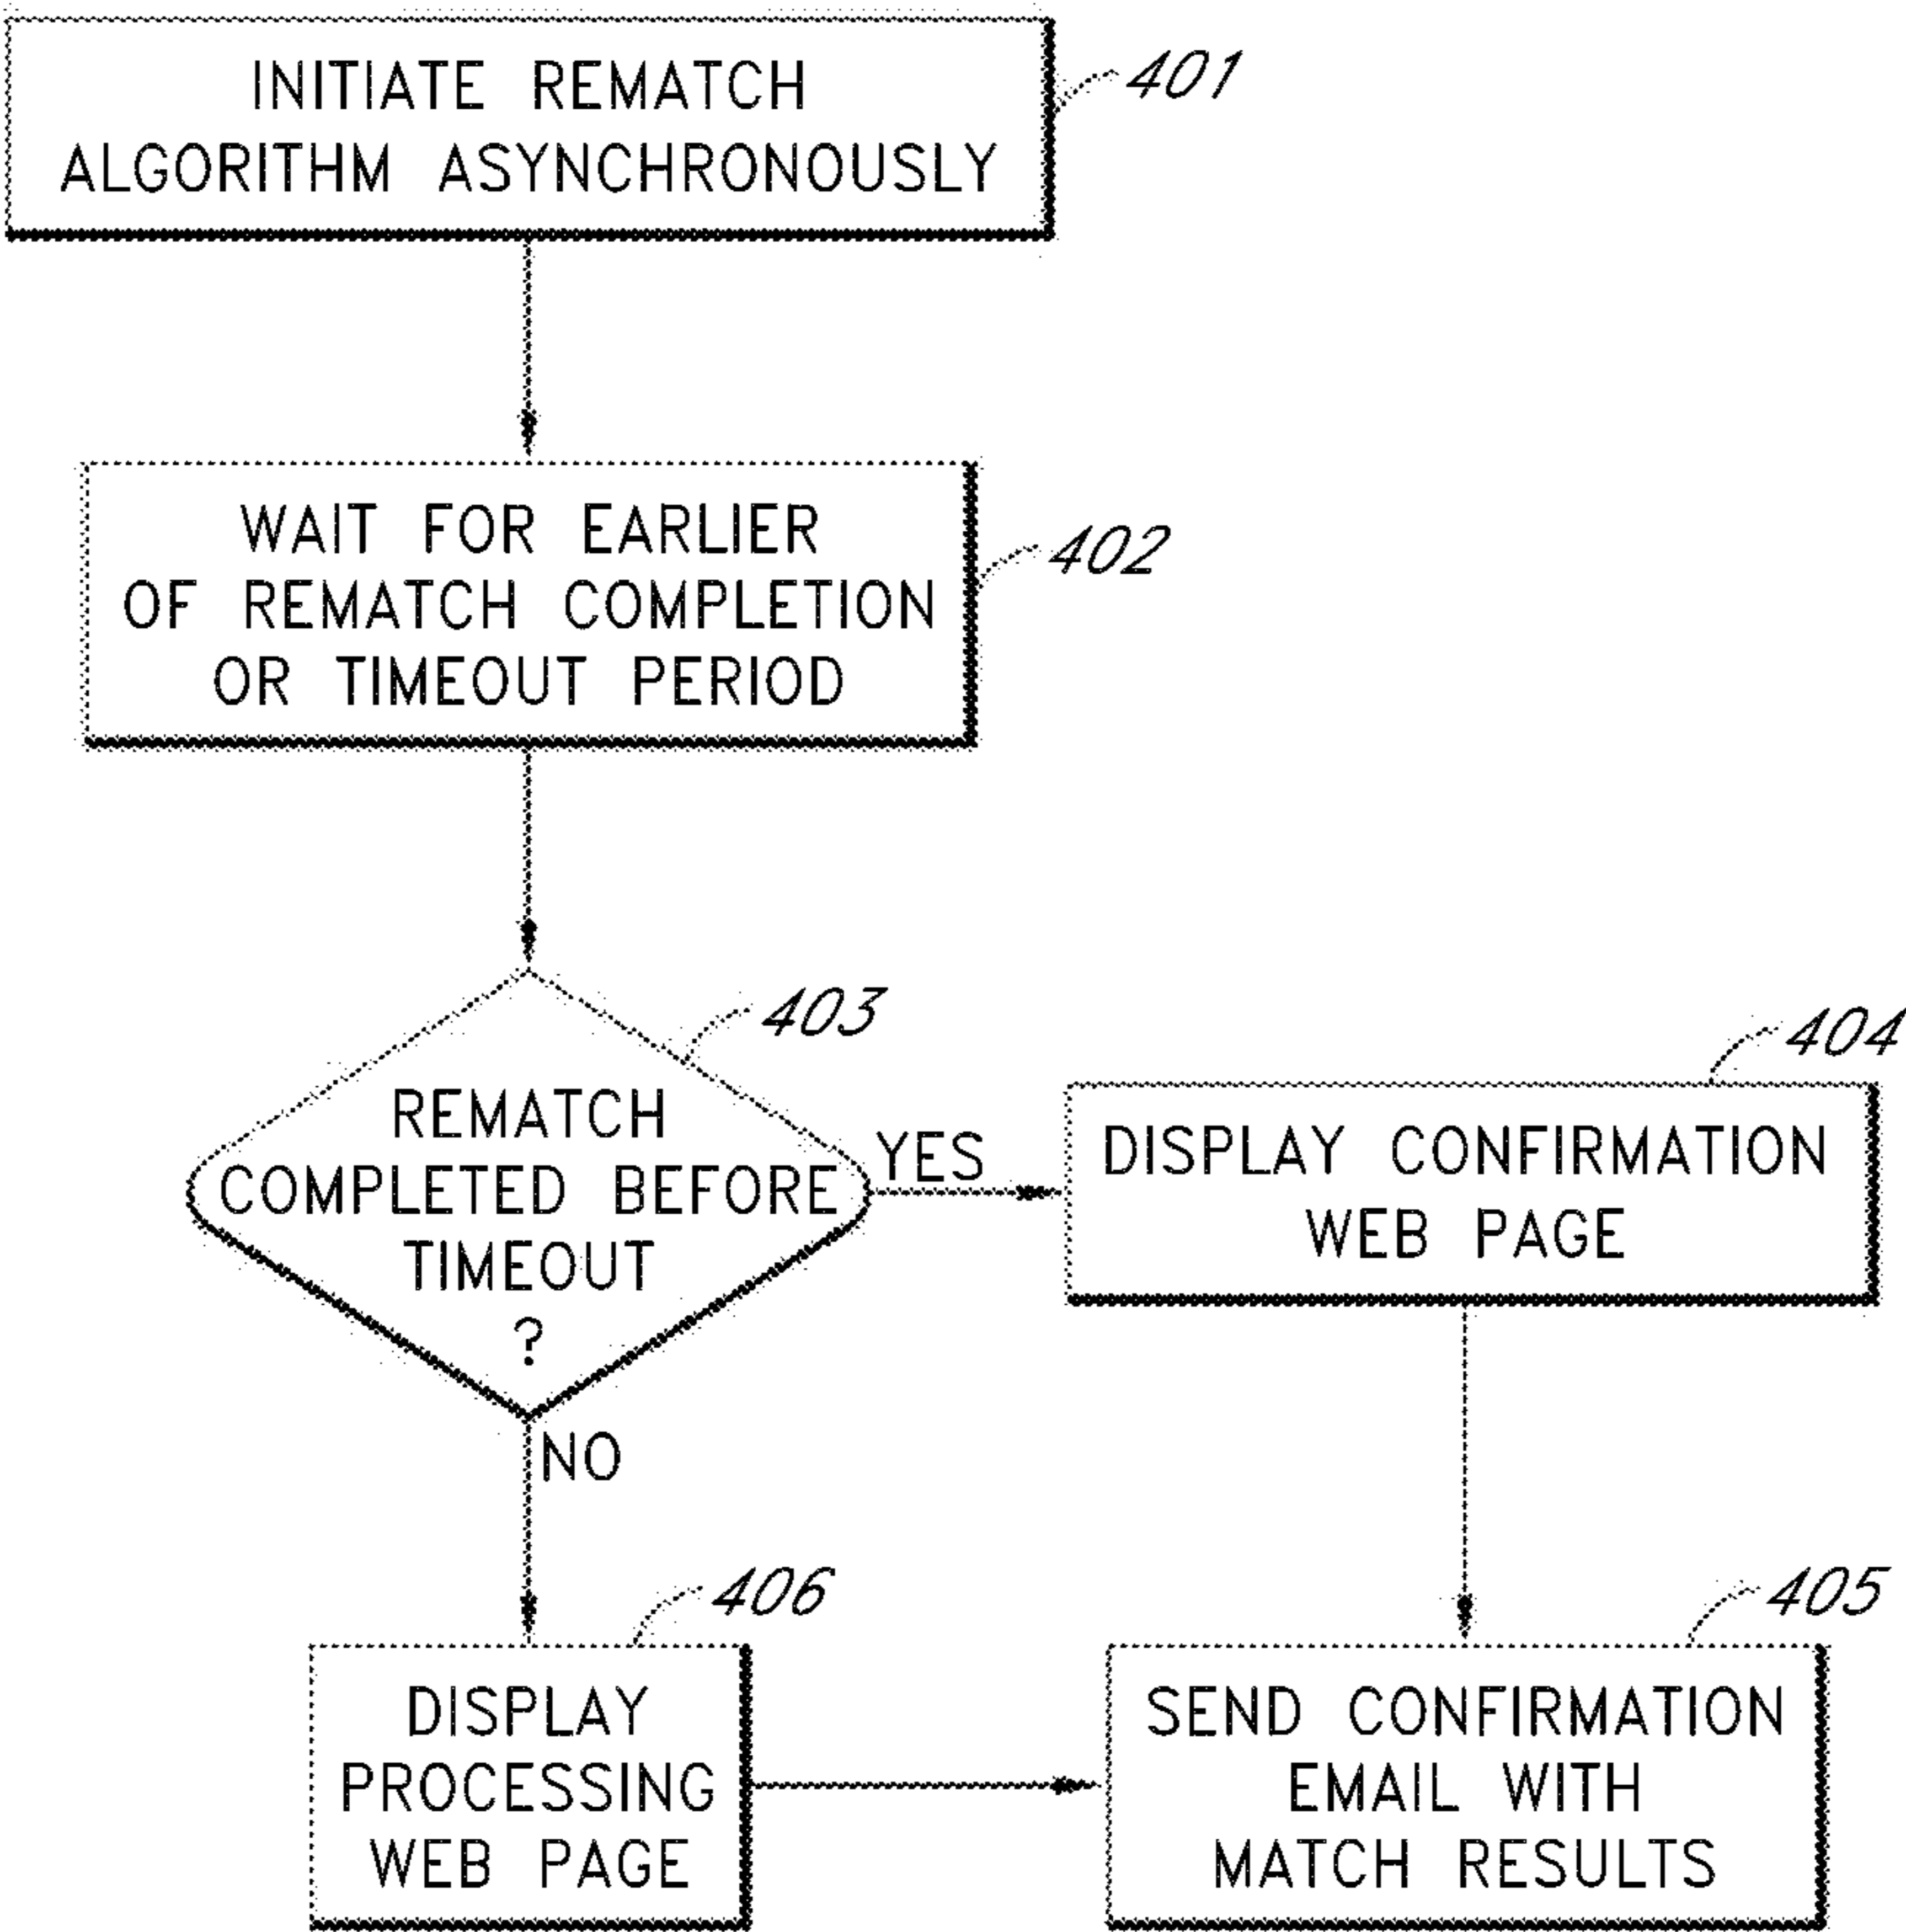 INITIATE REMATCH
ALGORITHM ASYNCHRONOUSLY
401
WAIT FOR EARLIER
OF REMATCH COMPLETION
OR TIMEOUT PERIOD
402
403
REMATCH
COMPLETED BEFORE
TIMEOUT
?
YES
NO
404
DISPLAY CONFIRMATION
WEB PAGE
406
DISPLAY
PROCESSING
WEB PAGE
405
SEND CONFIRMATION
EMAIL WITH
MATCH RESULTS